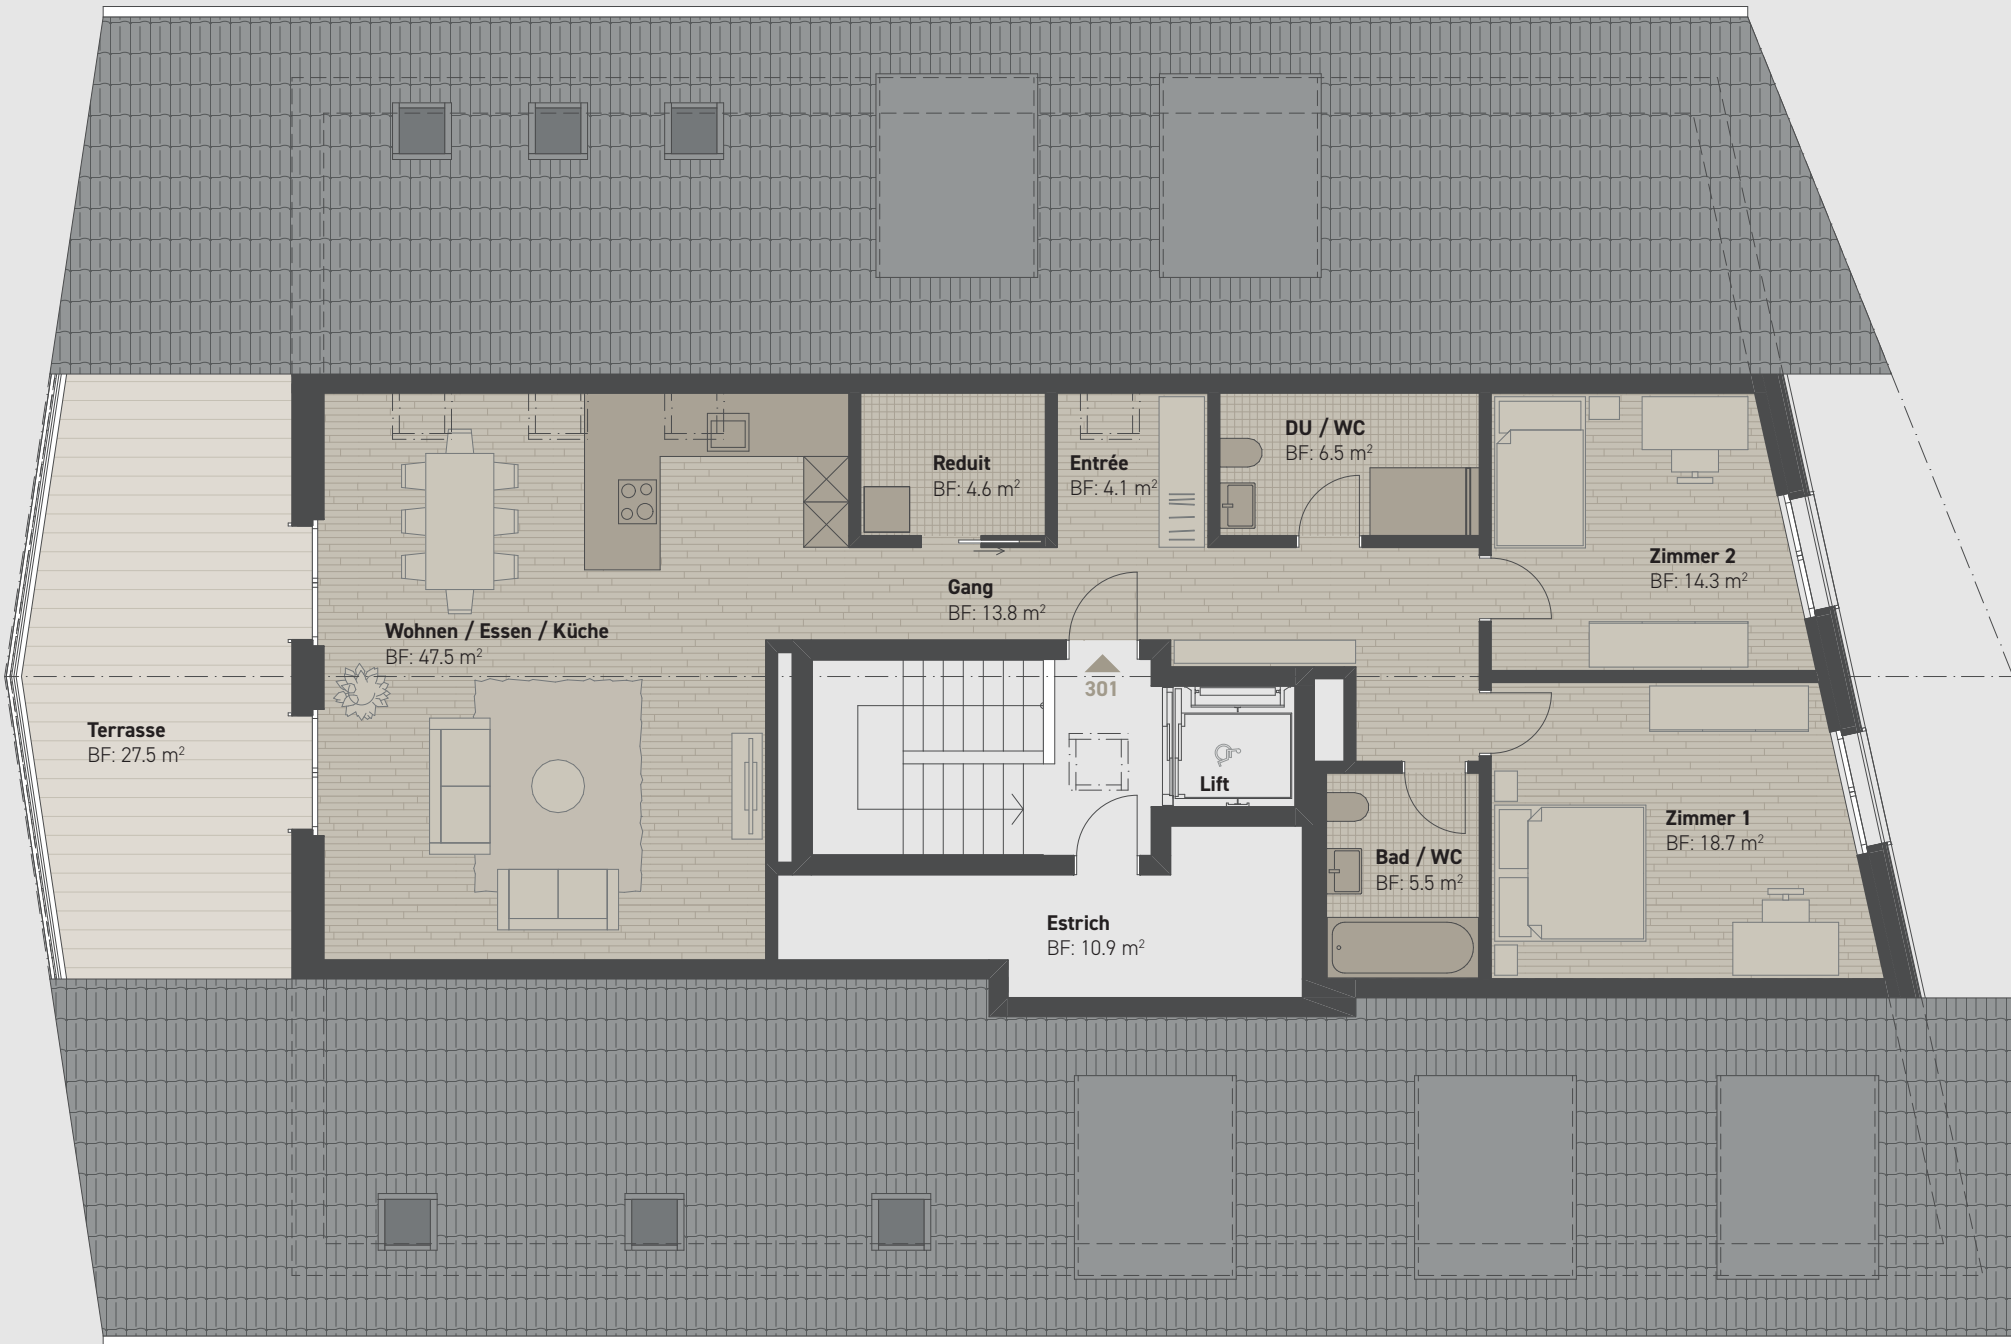 DU / WC
BF: 6.5 m²
Reduit
BF: 4.6 m²
Entrée
BF: 4.1 m²
Zimmer 2
BF: 14.3 m²
Gang
BF: 13.8 m²
Wohnen / Essen / Küche
BF: 47.5 m²
301
Terrasse
BF: 27.5 m²
Lift
Zimmer 1
BF: 18.7 m²
Bad / WC
BF: 5.5 m²
Estrich
BF: 10.9 m²